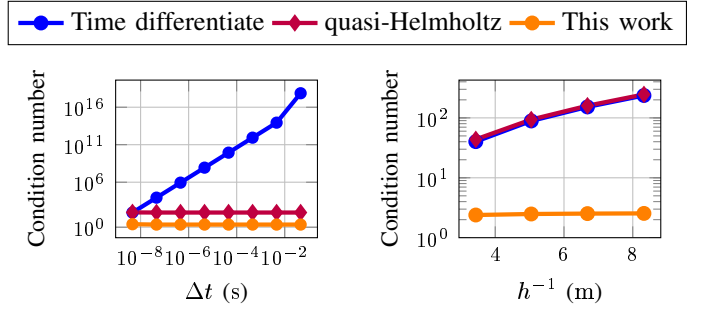 Time differentiate quasi-Helmholtz This work
Condition number
10^16
10^11
10^6
10^0
10^−8 10^−6 10^−4 10^−2
Δt (s)
Condition number
10^2
10^1
10^0
4 6 8
h^−1 (m)